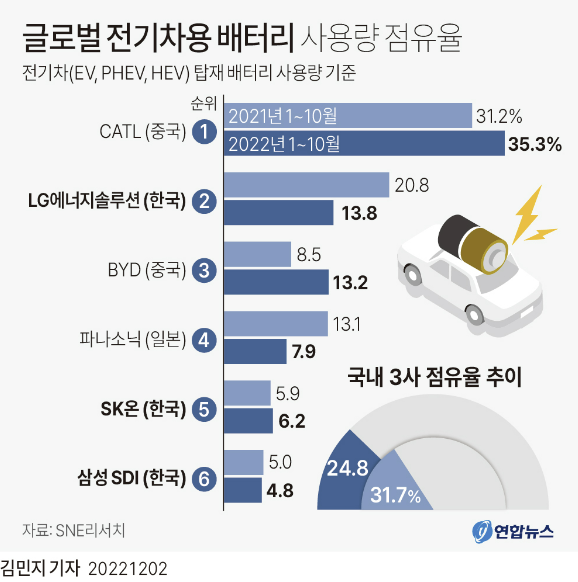 글로벌 전기차용 배터리 사용량 점유율
전기차(EV, PHEV, HEV) 탑재 배터리 사용량 기준
순위
CATL (중국) 1 2021년 1~10월 31.2%
2022년 1~10월 35.3%
LG에너지솔루션 (한국) 2 20.8
13.8
BYD (중국) 3 8.5
13.2
파나소닉 (일본) 4 13.1
7.9
SK온 (한국) 5 5.9
6.2
삼성 SDI (한국) 6 5.0
4.8
국내 3사 점유율 추이
24.8
31.7%
자료: SNE리서치
연합뉴스
김민지 기자 20221202